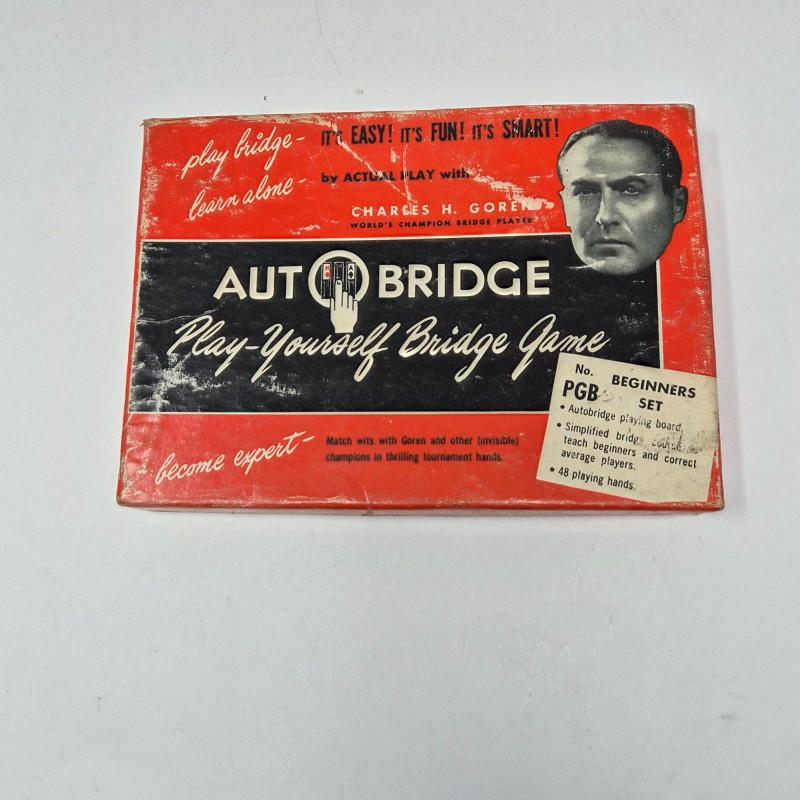 play bridge-
learn alone-
IT'S EASY! IT'S FUN! IT'S SMART!
by ACTUAL PLAY with
CHARLES H. GOREN
WORLD'S CHAMPION BRIDGE PLAYER
AUTOBRIDGE
Play-Yourself Bridge Game
become expert-
Match wits with Goren and other (invisible)
champions in thrilling tournament hands.
No. PGB
BEGINNERS
SET
• Autobridge playing board.
• Simplified bridge
teach beginners and correct
average players.
• 48 playing hands.